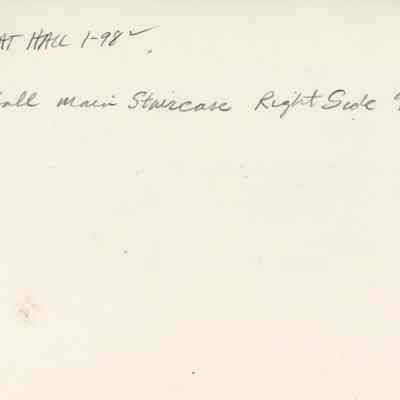 AT HALL 1-98✓
all main Staircase Right Side